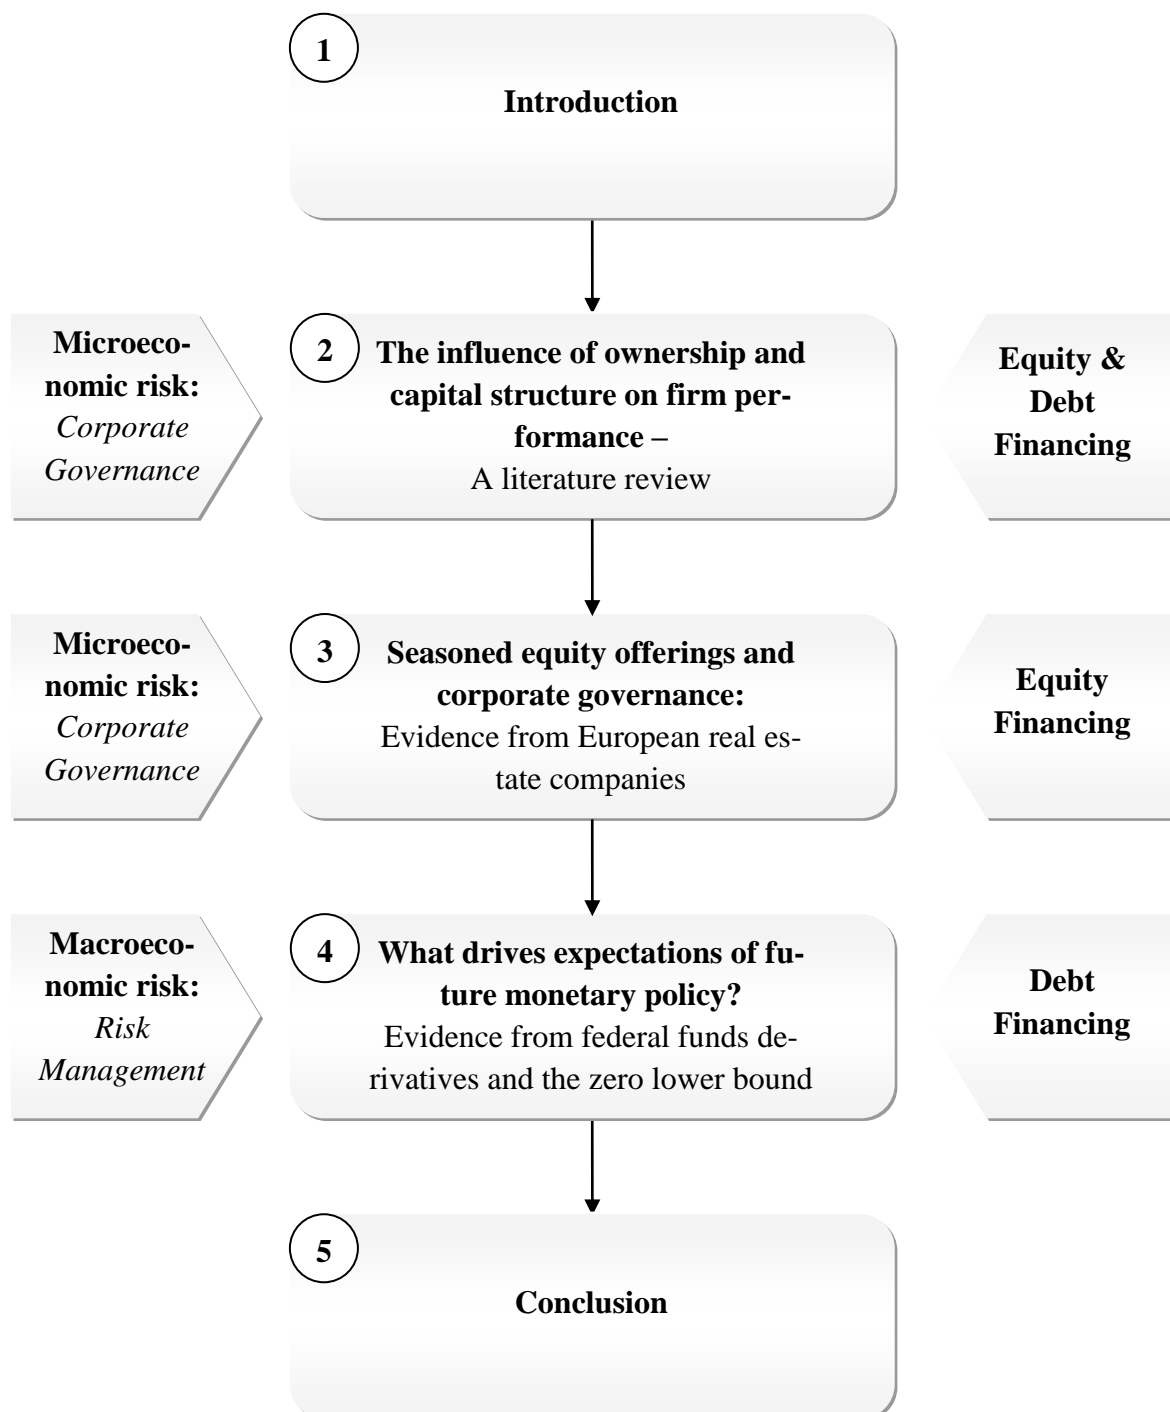 1
Introduction
Microeco-
nomic risk:
Corporate
Governance
2
The influence of ownership and
capital structure on firm per-
formance –
A literature review
Equity &
Debt
Financing
Microeco-
nomic risk:
Corporate
Governance
3
Seasoned equity offerings and
corporate governance:
Evidence from European real es-
tate companies
Equity
Financing
Macroeco-
nomic risk:
Risk
Management
4
What drives expectations of fu-
ture monetary policy?
Evidence from federal funds de-
rivatives and the zero lower bound
Debt
Financing
5
Conclusion